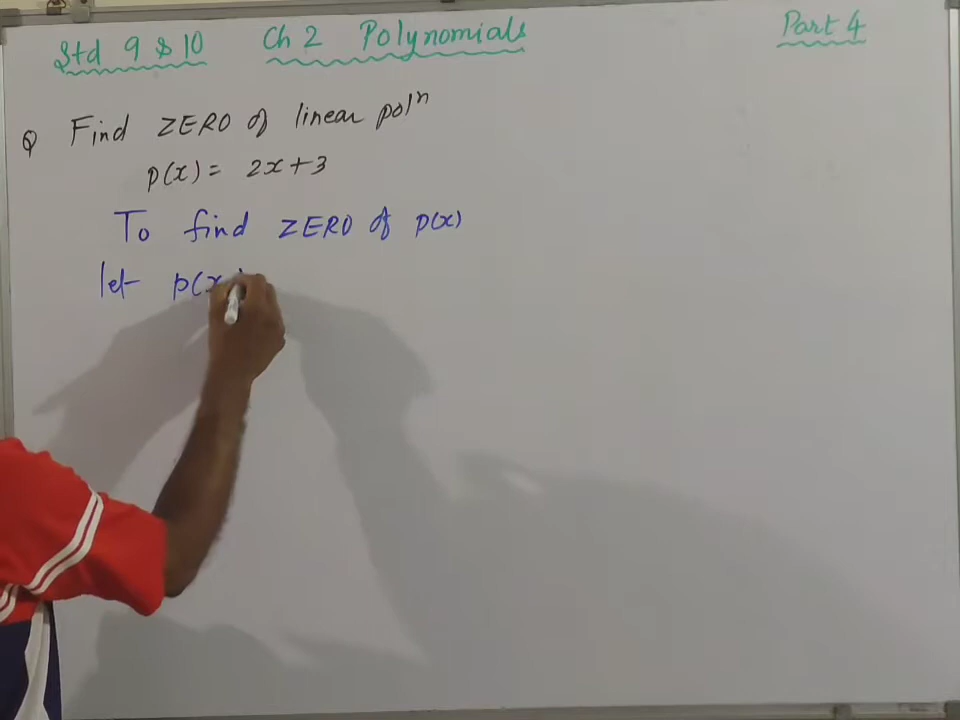 Std 9 & 10 Ch 2 Polynomials Part 4
Q Find ZERO of linear polⁿ
p(x) = 2x+3
To find ZERO of p(x)
let p(x